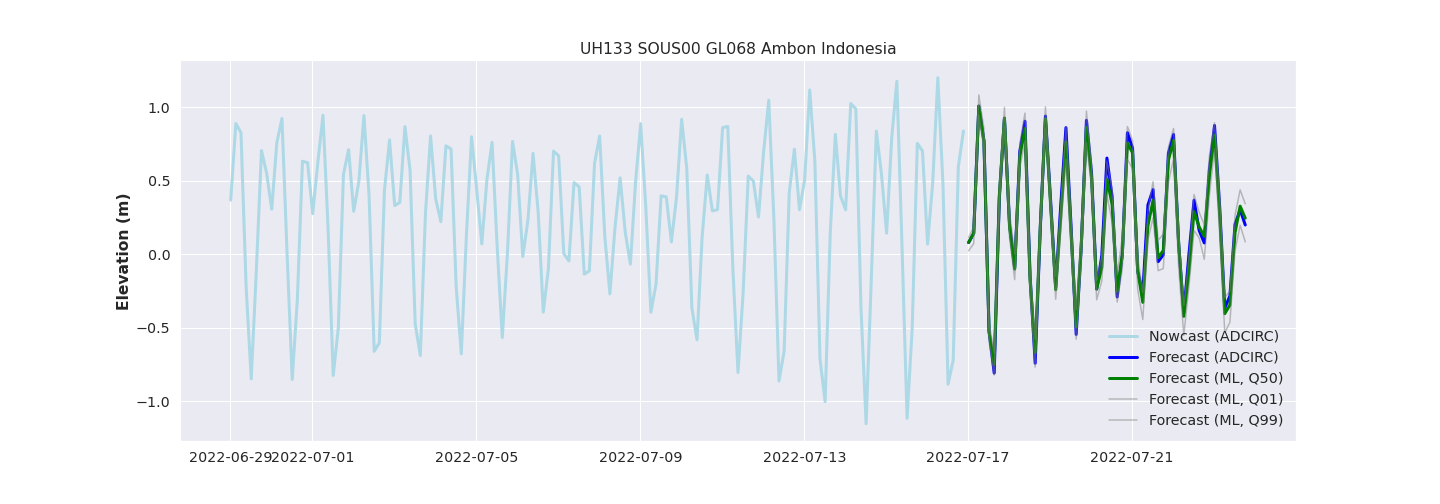 UH133 SOUS00 GL068 Ambon Indonesia
Elevation (m)
1.0
0.5
0.0
−0.5
−1.0
Nowcast (ADCIRC)
Forecast (ADCIRC)
Forecast (ML, Q50)
Forecast (ML, Q01)
Forecast (ML, Q99)
2022-06-29 2022-07-01 2022-07-05 2022-07-09 2022-07-13 2022-07-17 2022-07-21